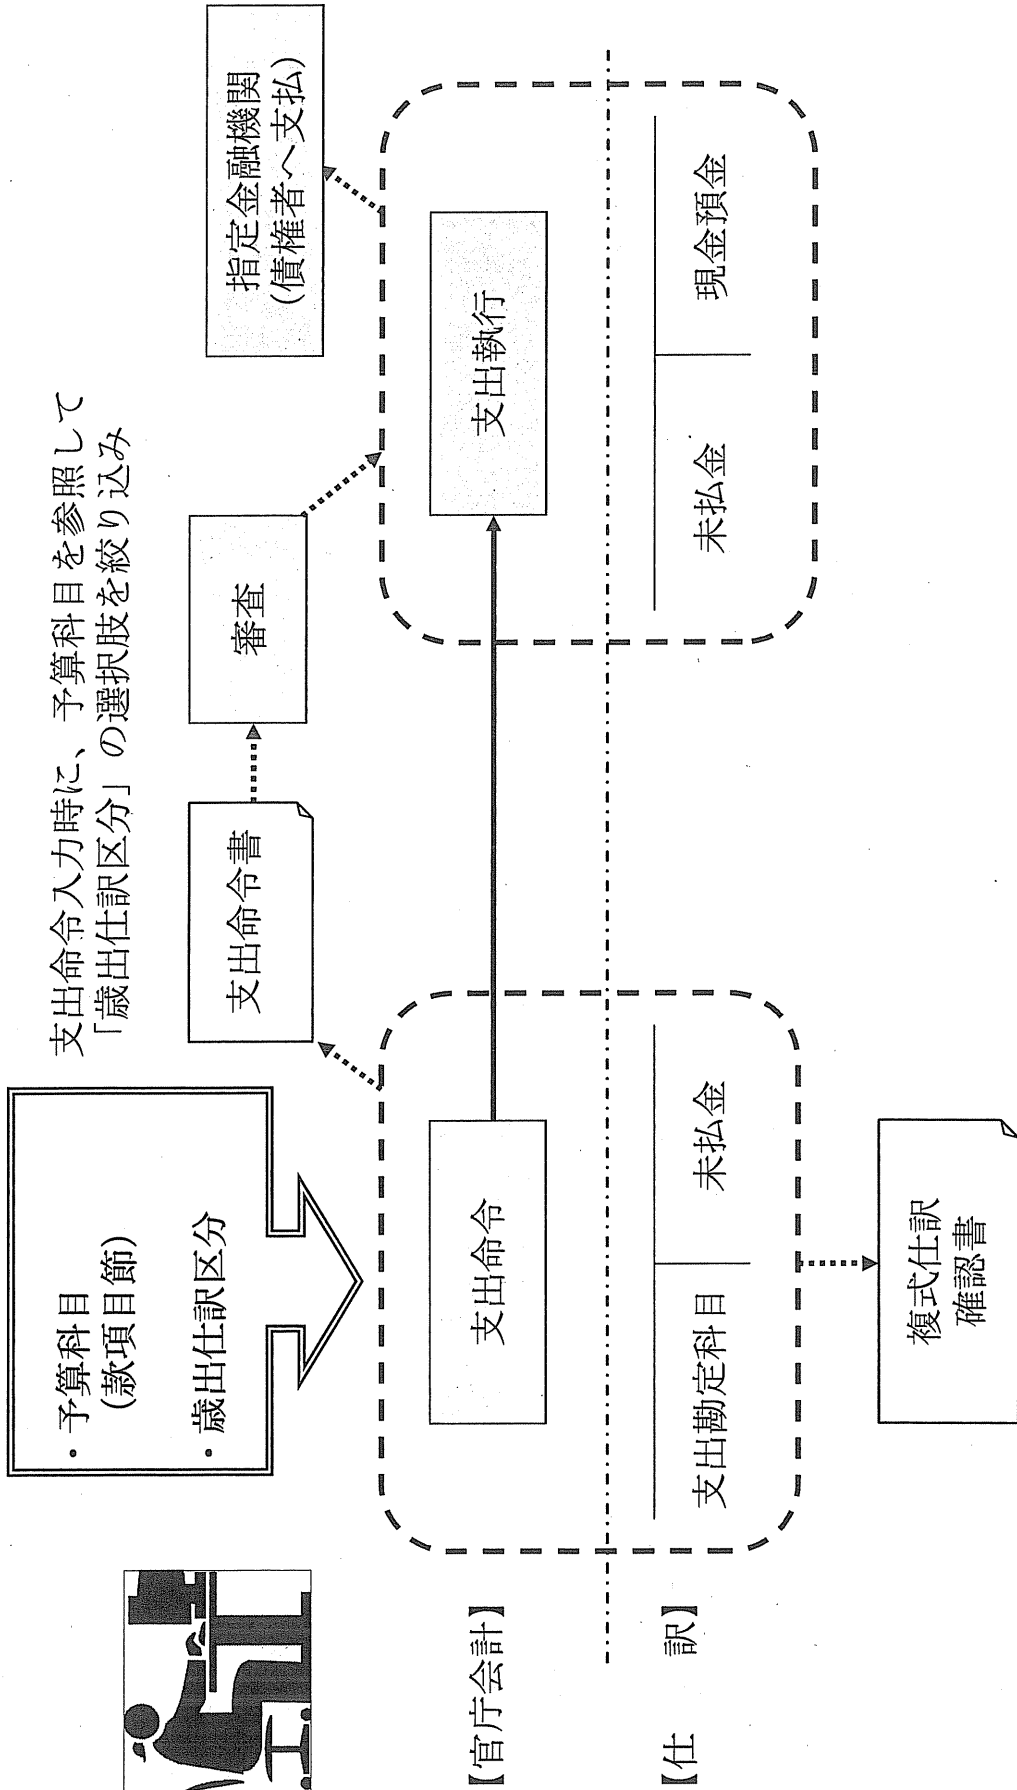 ・予算科目
(款項目節)
・歳出仕訳区分
支出命令入力時に、予算科目を参照して
「歳出仕訳区分」の選択肢を絞り込み
支出命令書
審査
指定金融機関
(債権者へ支払)
【官庁会計】
支出命令
支出執行
【仕　　訳】
支出勘定科目
未払金
未払金
現金預金
複式仕訳
確認書